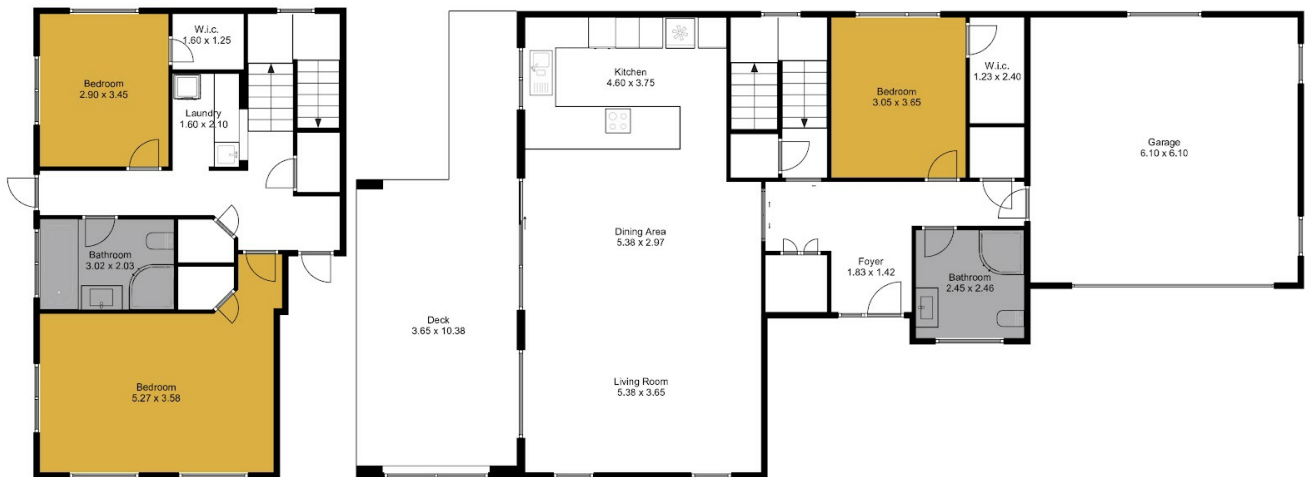 W.i.c.
1.60 x 1.25
Bedroom
2.90 x 3.45
Laundry
1.60 x 2.10
Bathroom
3.02 x 2.03
Bedroom
5.27 x 3.58
Deck
3.65 x 10.38
Kitchen
4.60 x 3.75
Dining Area
5.38 x 2.97
Living Room
5.38 x 3.65
Bedroom
3.05 x 3.65
W.i.c.
1.23 x 2.40
Foyer
1.83 x 1.42
Bathroom
2.45 x 2.46
Garage
6.10 x 6.10